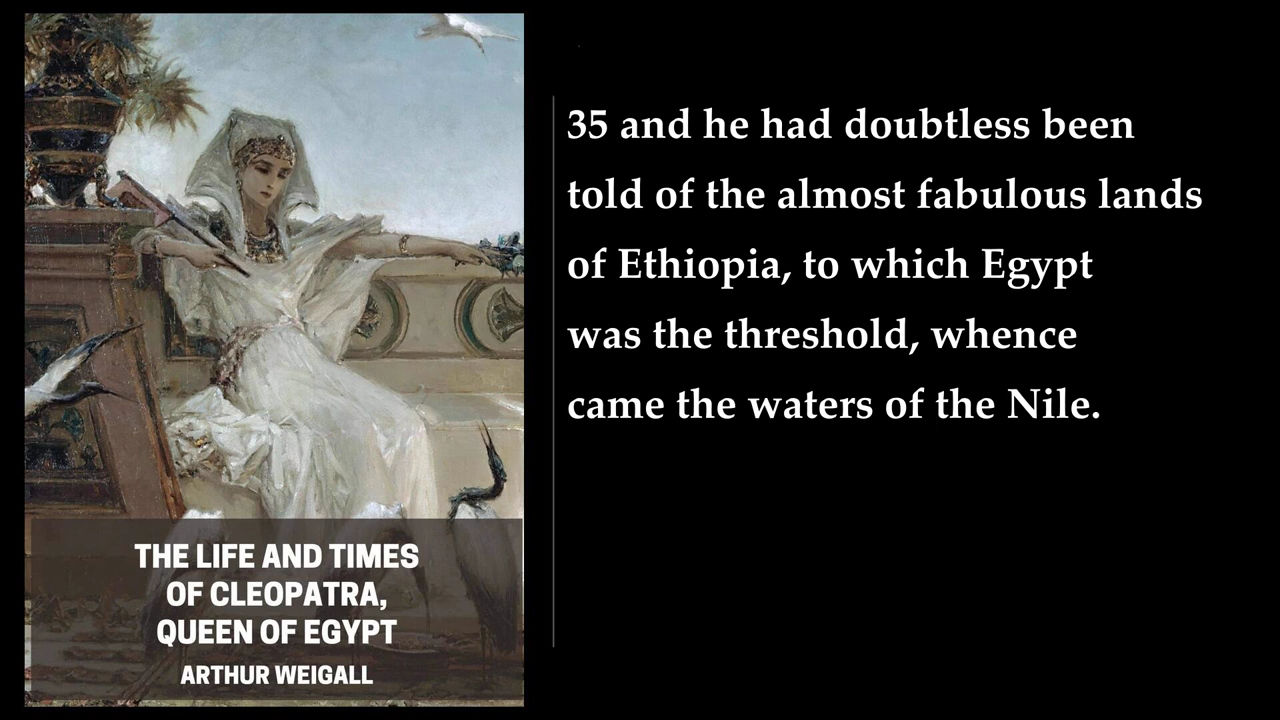 35 and he had doubtless been
told of the almost fabulous lands
of Ethiopia, to which Egypt
was the threshold, whence
came the waters of the Nile.
THE LIFE AND TIMES
OF CLEOPATRA,
QUEEN OF EGYPT
ARTHUR WEIGALL